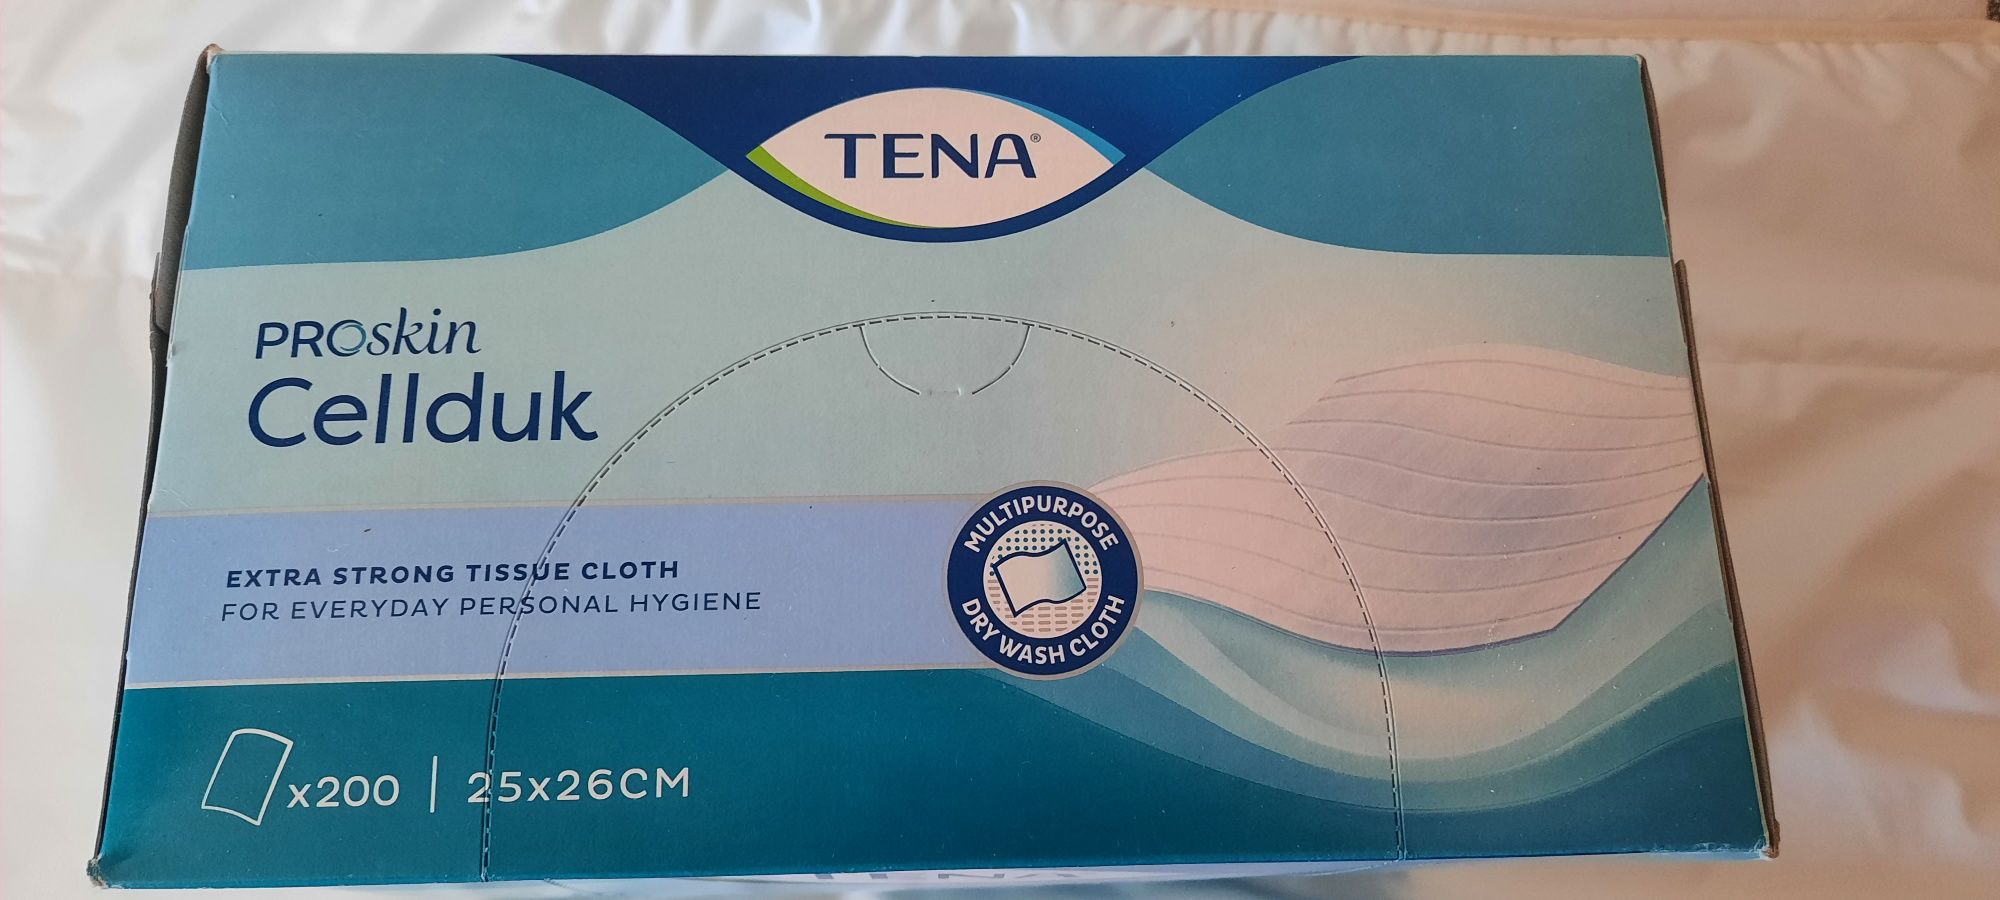 TENA®
PROskin
Cellduk
EXTRA STRONG TISSUE CLOTH
FOR EVERYDAY PERSONAL HYGIENE
MULTIPURPOSE
DRY WASH CLOTH
x200 | 25x26CM